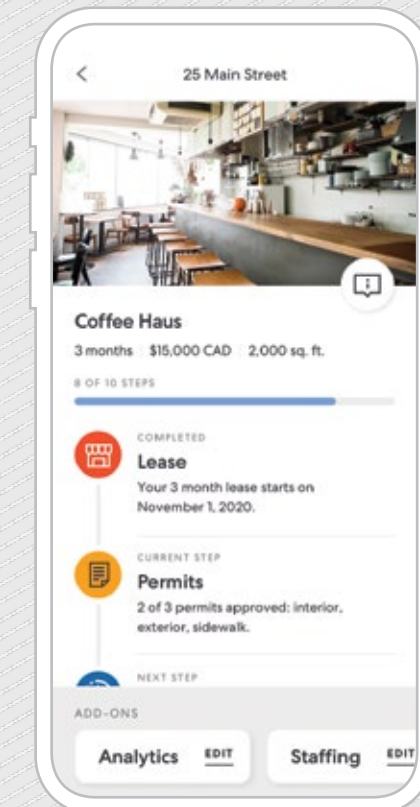 25 Main Street
Coffee Haus
3 months $15,000 CAD 2,000 sq. ft.
8 OF 10 STEPS
COMPLETED
Lease
Your 3 month lease starts on
November 1, 2020.
CURRENT STEP
Permits
2 of 3 permits approved: interior,
exterior, sidewalk.
NEXT STEP
ADD-ONS
Analytics EDIT Staffing EDIT